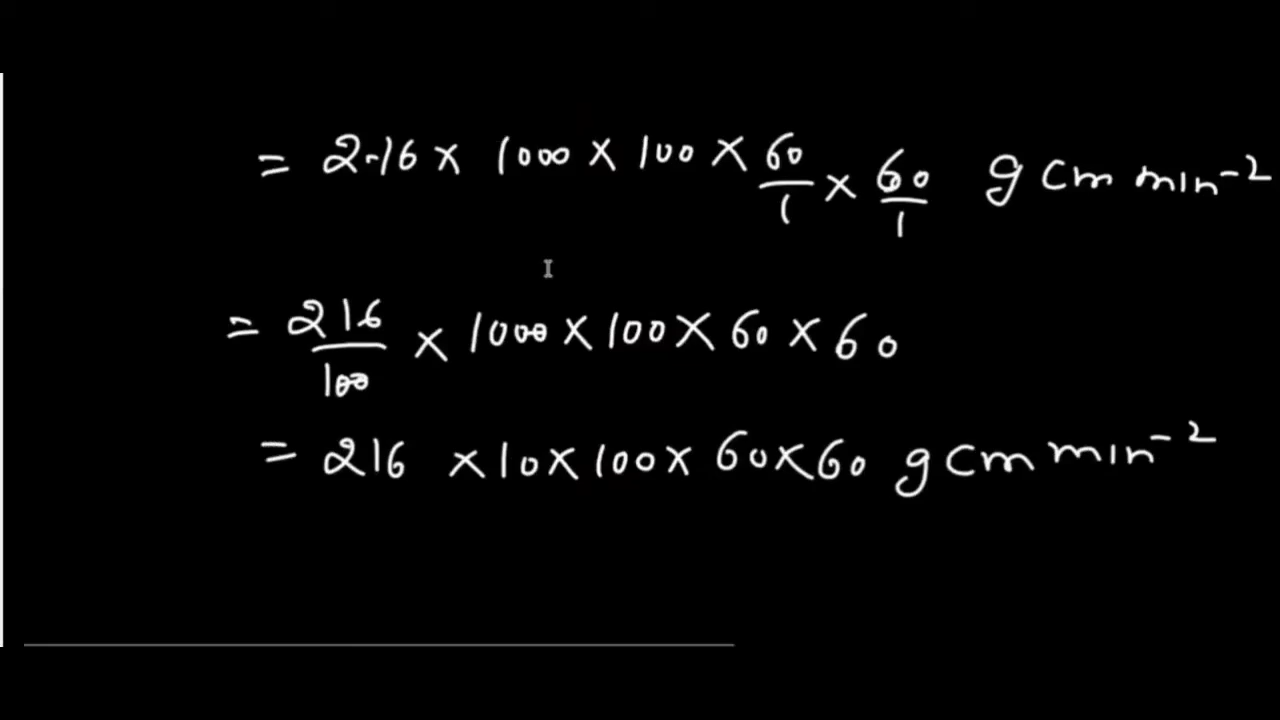 = 2.16 × 1000 × 100 × 60/1 × 60/1 g cm min⁻²
= 216/100 × 1000 × 100 × 60 × 60
= 216 × 10 × 100 × 60 × 60 g cm min⁻²